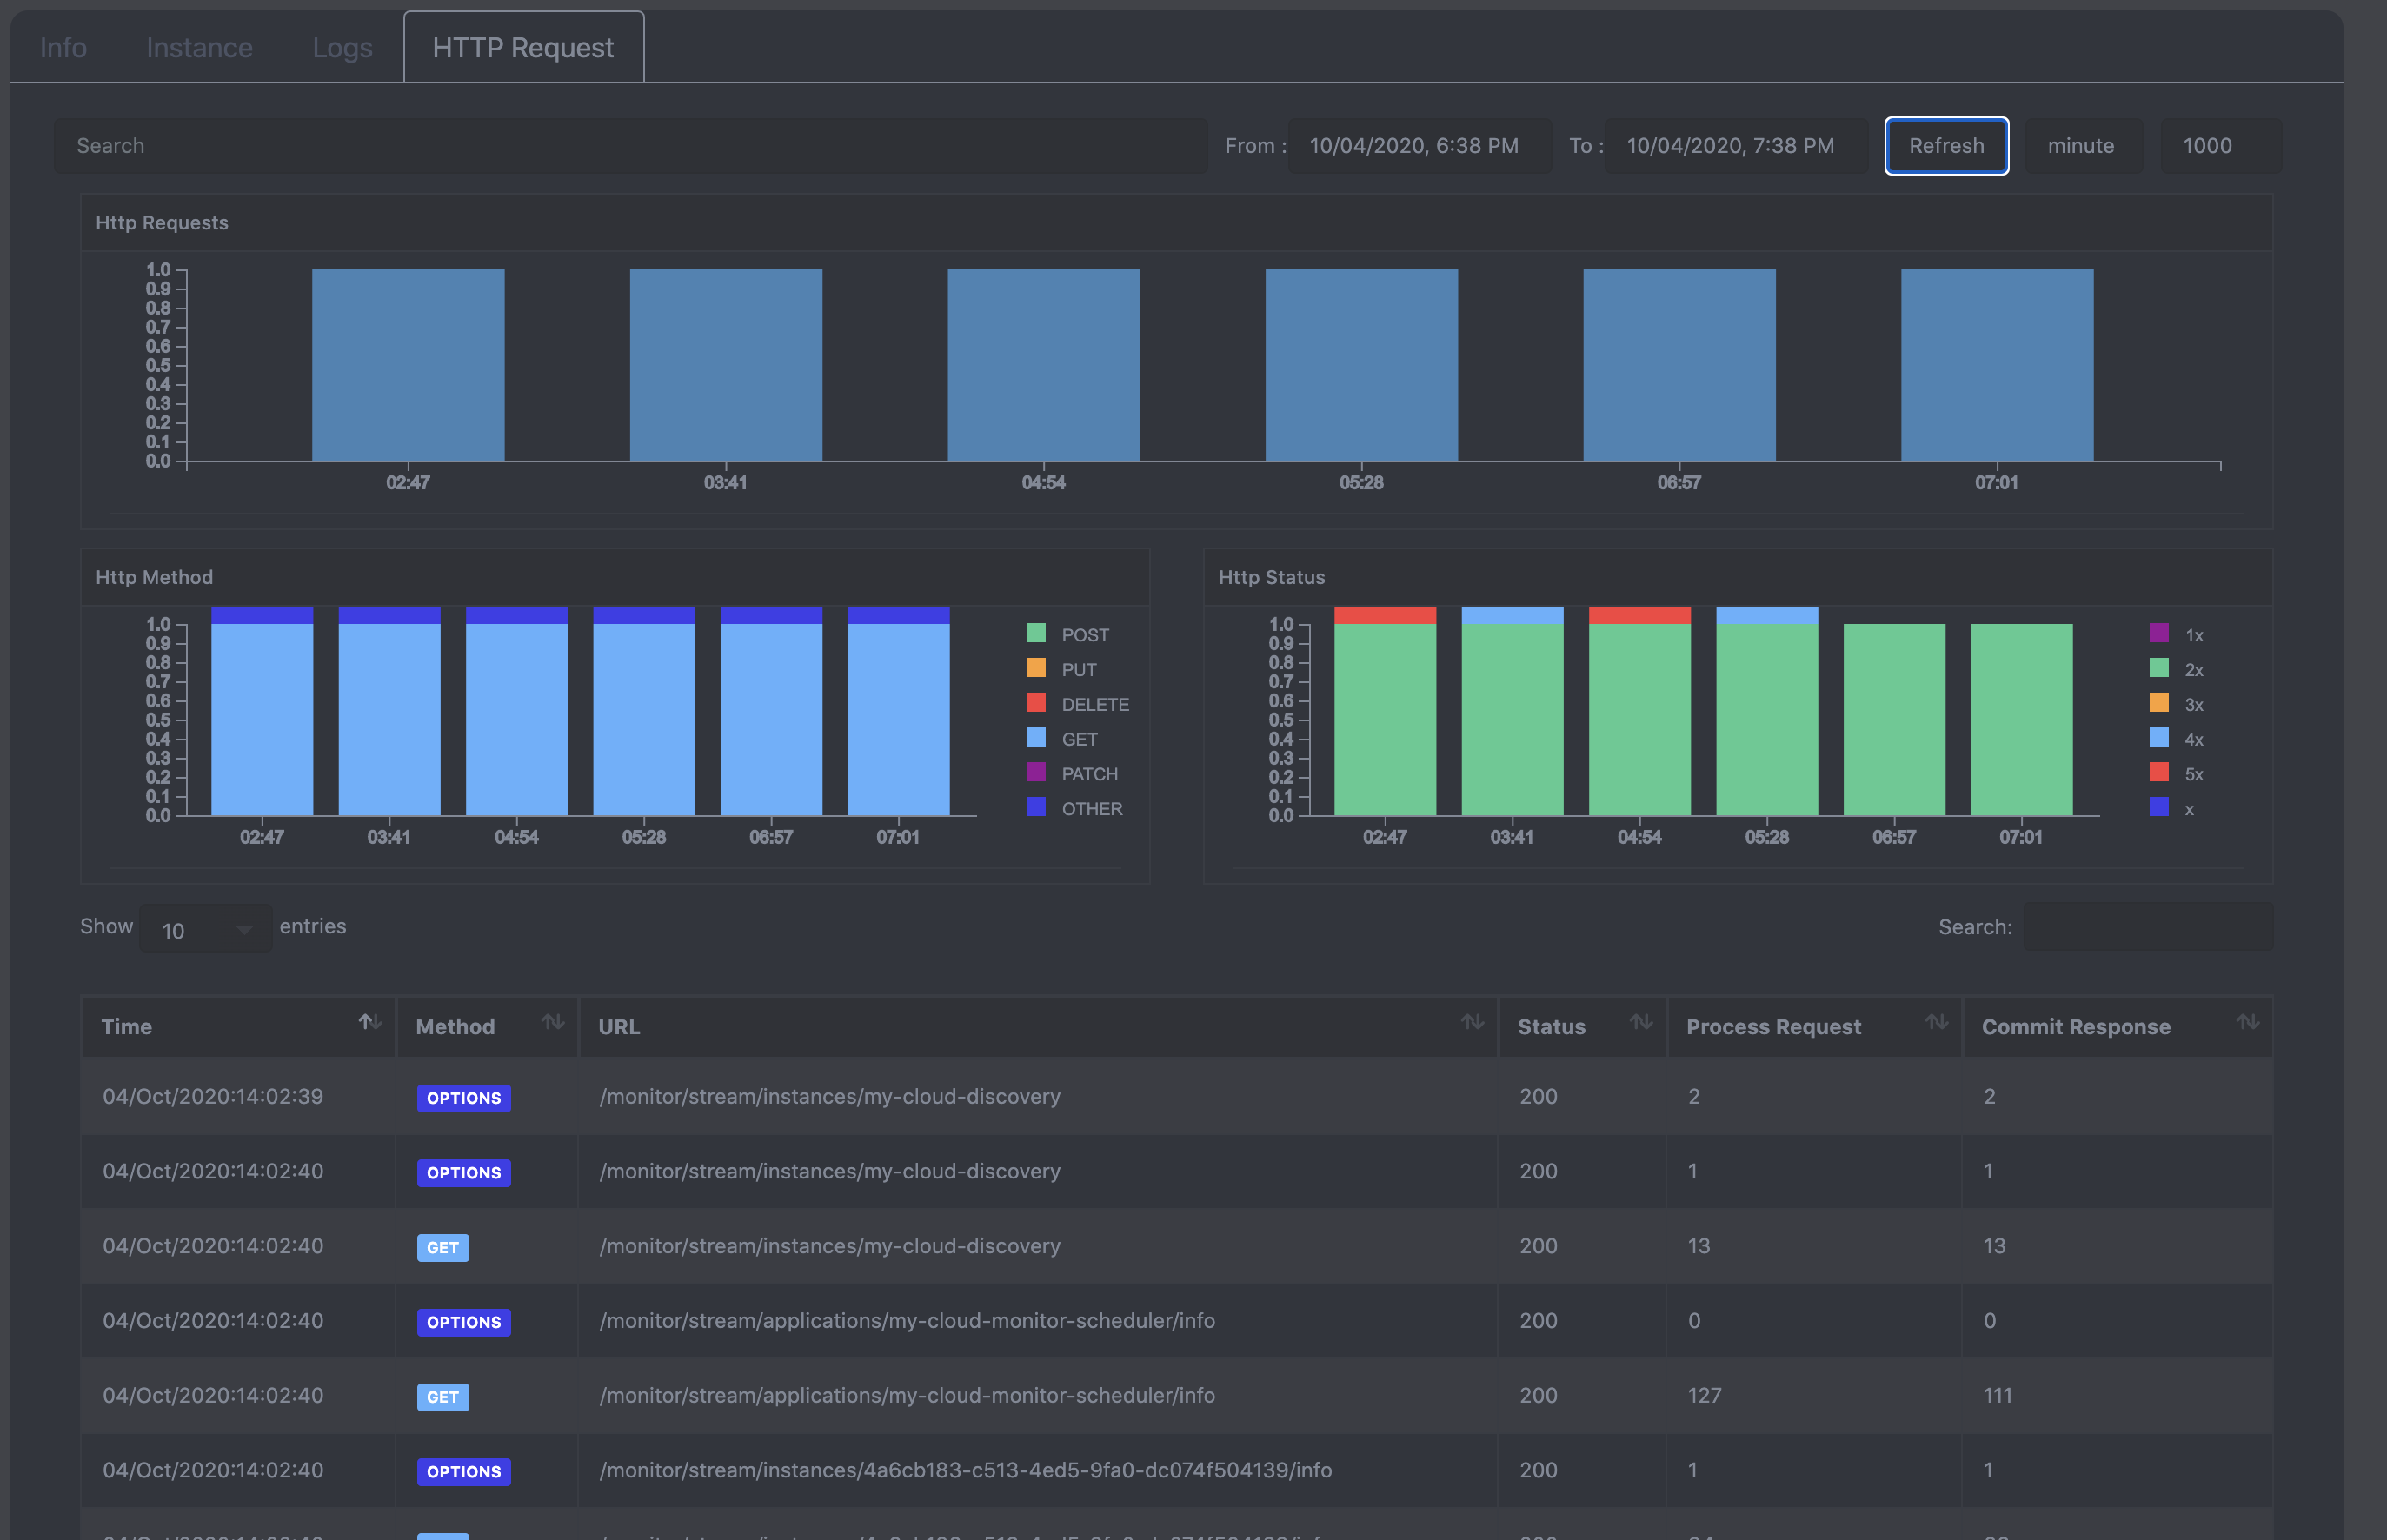 Info Instance Logs HTTP Request
Search From : 10/04/2020, 6:38 PM To : 10/04/2020, 7:38 PM Refresh minute 1000
Http Requests
1.0
0.9
0.8
0.7
0.6
0.5
0.4
0.3
0.2
0.1
0.0
02:47 03:41 04:54 05:28 06:57 07:01
Http Method
1.0
0.9
0.8
0.7
0.6
0.5
0.4
0.3
0.2
0.1
0.0
02:47 03:41 04:54 05:28 06:57 07:01
POST
PUT
DELETE
GET
PATCH
OTHER
Http Status
1.0
0.9
0.8
0.7
0.6
0.5
0.4
0.3
0.2
0.1
0.0
02:47 03:41 04:54 05:28 06:57 07:01
1x
2x
3x
4x
5x
x
Show 10 entries Search:
Time Method URL Status Process Request Commit Response
04/Oct/2020:14:02:39 OPTIONS /monitor/stream/instances/my-cloud-discovery 200 2 2
04/Oct/2020:14:02:40 OPTIONS /monitor/stream/instances/my-cloud-discovery 200 1 1
04/Oct/2020:14:02:40 GET /monitor/stream/instances/my-cloud-discovery 200 13 13
04/Oct/2020:14:02:40 OPTIONS /monitor/stream/applications/my-cloud-monitor-scheduler/info 200 0 0
04/Oct/2020:14:02:40 GET /monitor/stream/applications/my-cloud-monitor-scheduler/info 200 127 111
04/Oct/2020:14:02:40 OPTIONS /monitor/stream/instances/4a6cb183-c513-4ed5-9fa0-dc074f504139/info 200 1 1